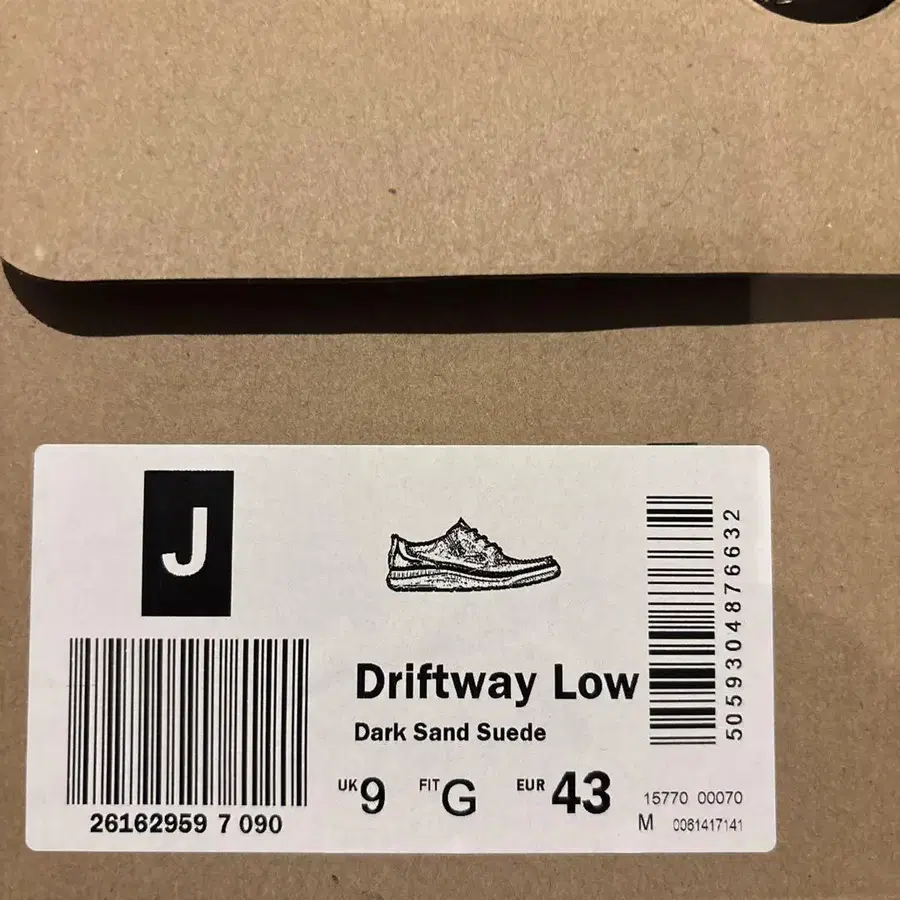 J
Driftway Low
Dark Sand Suede
UK 9 FIT G EUR 43
26162959 7 090
5059304876632
15770 00070
M 0061417141